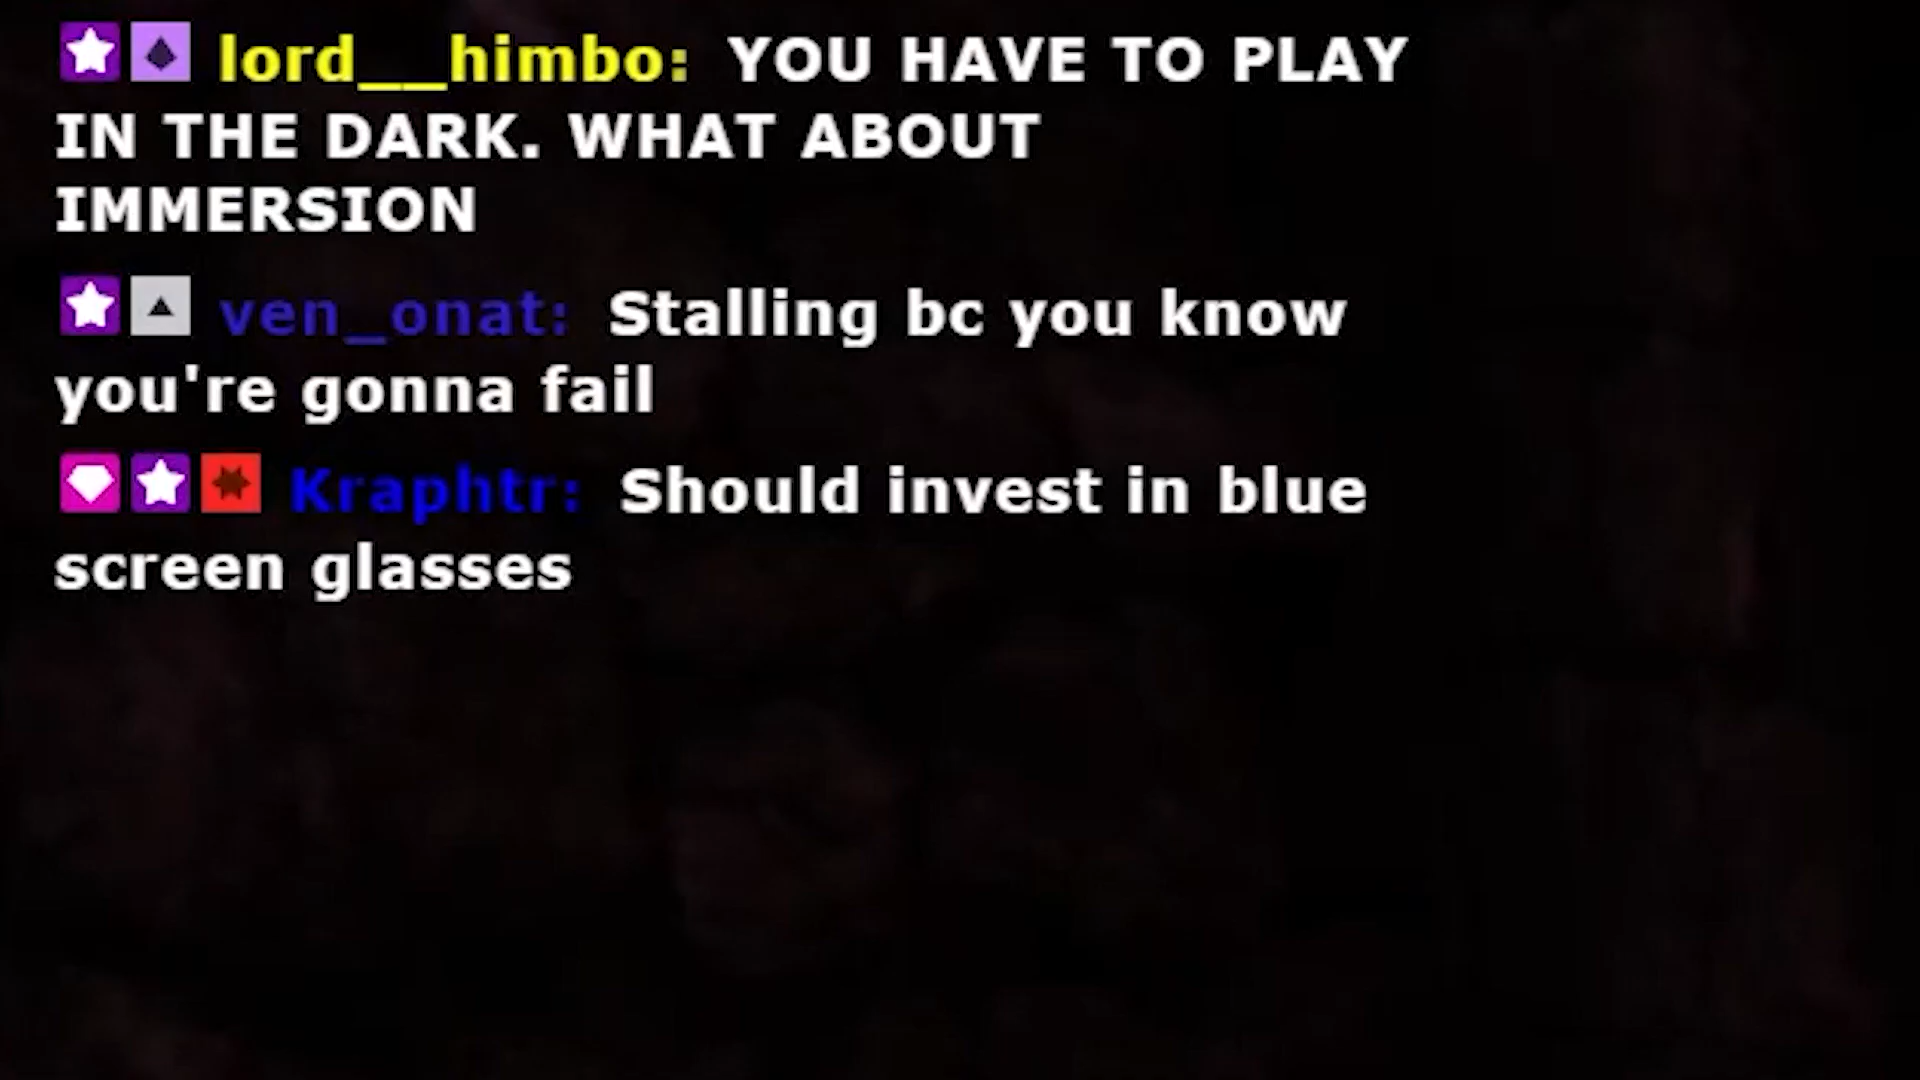 lord__himbo: YOU HAVE TO PLAY
IN THE DARK. WHAT ABOUT
IMMERSION
ven_onat: Stalling bc you know
you're gonna fail
Kraphtr: Should invest in blue
screen glasses